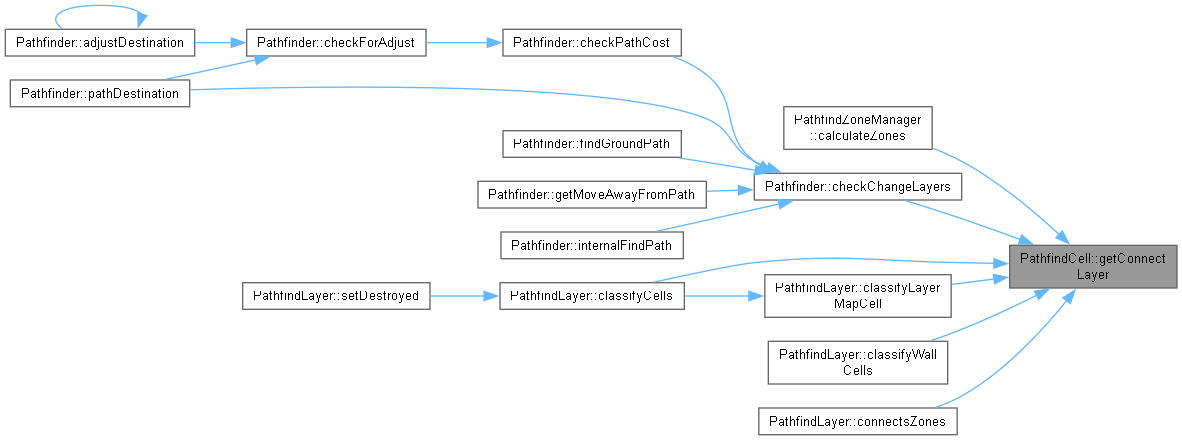 Pathfinder::adjustDestination
Pathfinder::checkForAdjust
Pathfinder::checkPathCost
Pathfinder::pathDestination
PathfindZoneManager
::calculateZones
Pathfinder::findGroundPath
Pathfinder::checkChangeLayers
Pathfinder::getMoveAwayFromPath
Pathfinder::internalFindPath
PathfindCell::getConnect
Layer
PathfindLayer::setDestroyed
PathfindLayer::classifyCells
PathfindLayer::classifyLayer
MapCell
PathfindLayer::classifyWall
Cells
PathfindLayer::connectsZones